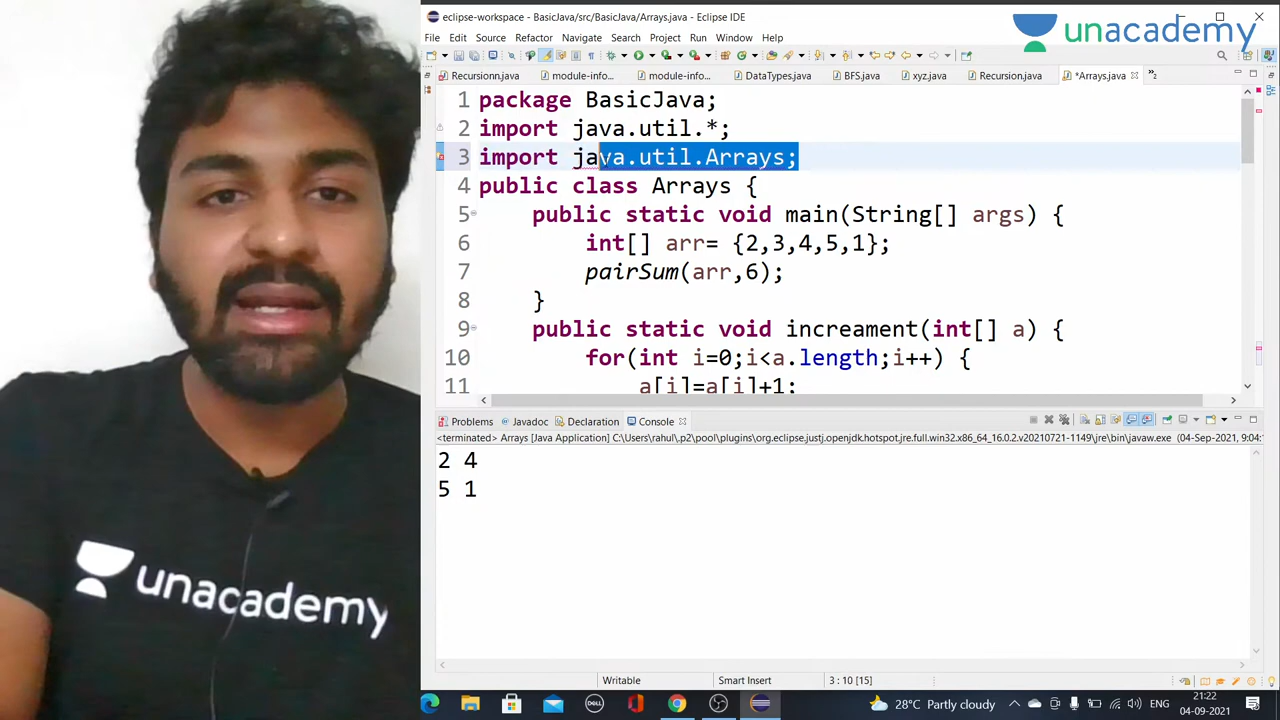 eclipse-workspace - BasicJava/src/BasicJava/Arrays.java - Eclipse IDE
unacademy
File Edit Source Refactor Navigate Search Project Run Window Help
Recursionn.java module-info... module-info... DataTypes.java BFS.java xyz.java Recursion.java *Arrays.java
1 package BasicJava;
2 import java.util.*;
3 import java.util.Arrays;
4 public class Arrays {
5 public static void main(String[] args) {
6 int[] arr= {2,3,4,5,1};
7 pairSum(arr,6);
8 }
9 public static void increament(int[] a) {
10 for(int i=0;i<a.length;i++) {
11 a[i]=a[i]+1;
Problems Javadoc Declaration Console
<terminated> Arrays [Java Application] C:\Users\rahul\.p2\pool\plugins\org.eclipse.justj.openjdk.hotspot.jre.full.win32.x86_64_16.0.2.v20210721-1149\jre\bin\javaw.exe (04-Sep-2021, 9:04:
2 4
5 1
unacademy
Writable Smart Insert 3 : 10 [15]
DELL
28°C Partly cloudy ENG 21:22
04-09-2021